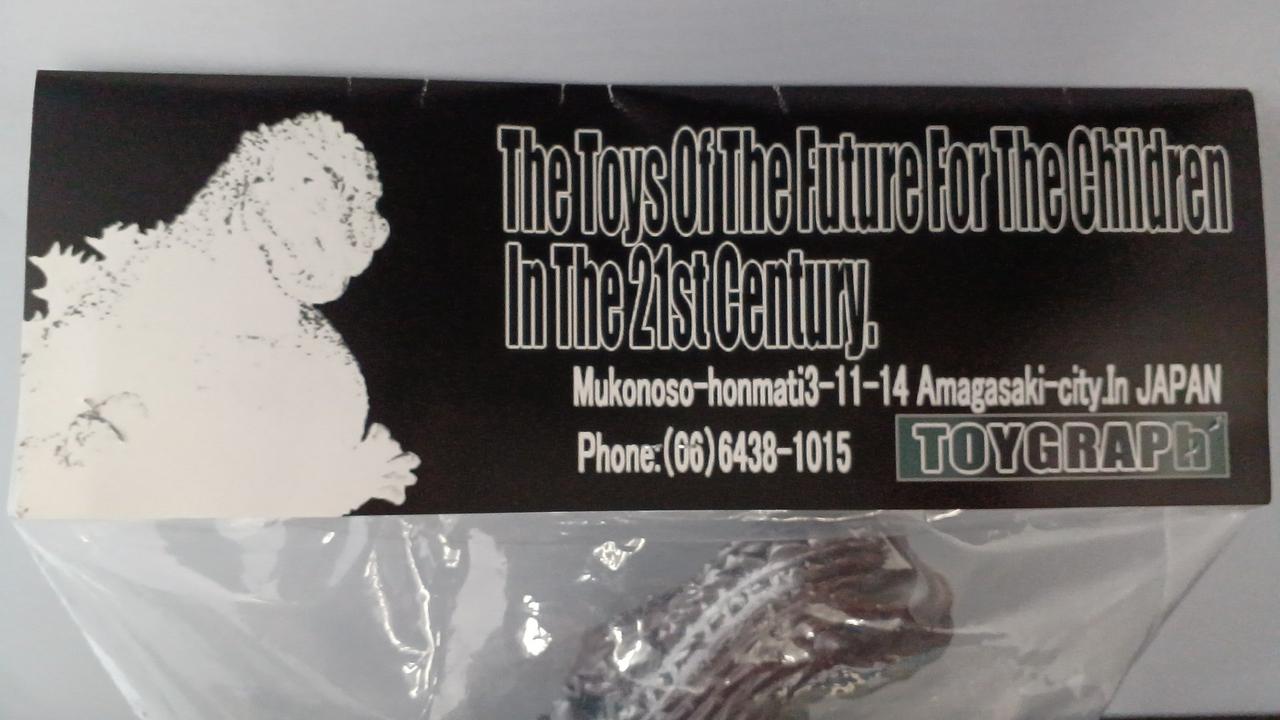 The Toys Of The Future For The Children
In The 21st Century.
Mukonoso-honmati3-11-14 Amagasaki-city.In JAPAN
Phone:(06)6438-1015
TOYGRAPh